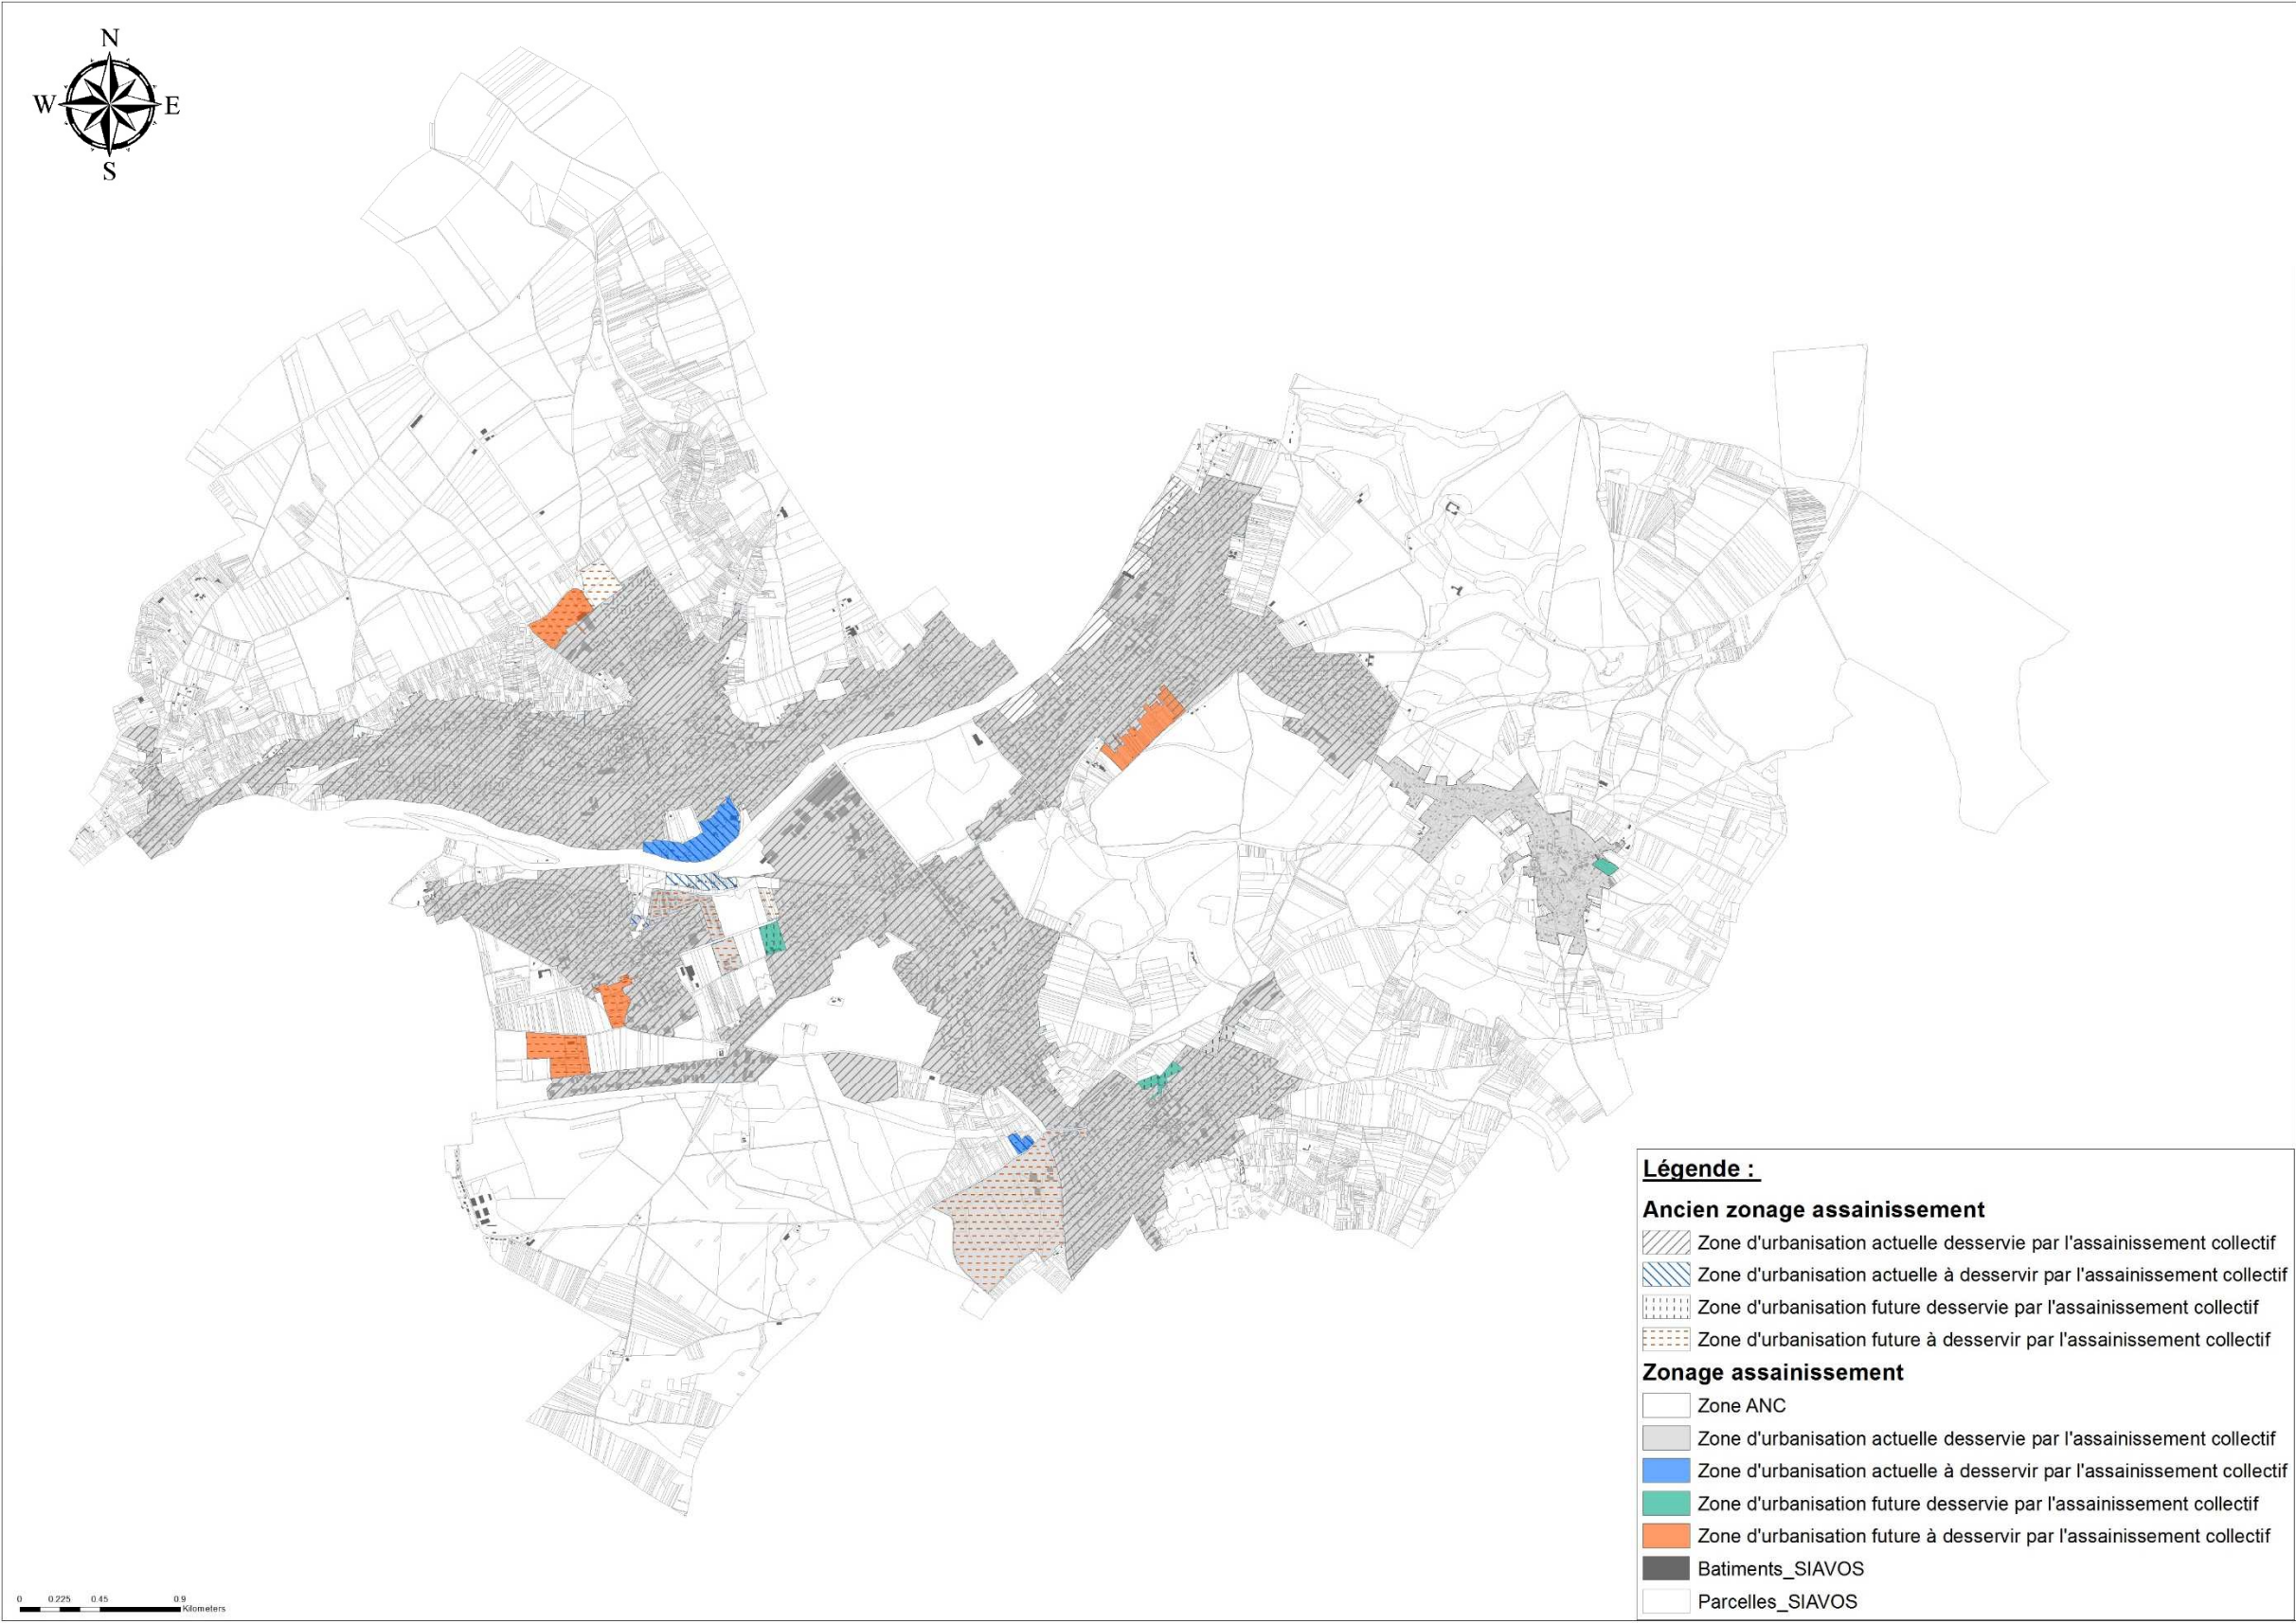 N
W E
S
Légende :
Ancien zonage assainissement
Zone d'urbanisation actuelle desservie par l'assainissement collectif
Zone d'urbanisation actuelle à desservir par l'assainissement collectif
Zone d'urbanisation future desservie par l'assainissement collectif
Zone d'urbanisation future à desservir par l'assainissement collectif
Zonage assainissement
Zone ANC
Zone d'urbanisation actuelle desservie par l'assainissement collectif
Zone d'urbanisation actuelle à desservir par l'assainissement collectif
Zone d'urbanisation future desservie par l'assainissement collectif
Zone d'urbanisation future à desservir par l'assainissement collectif
Batiments_SIAVOS
Parcelles_SIAVOS
0 0.225 0.45 0.9
Kilometers